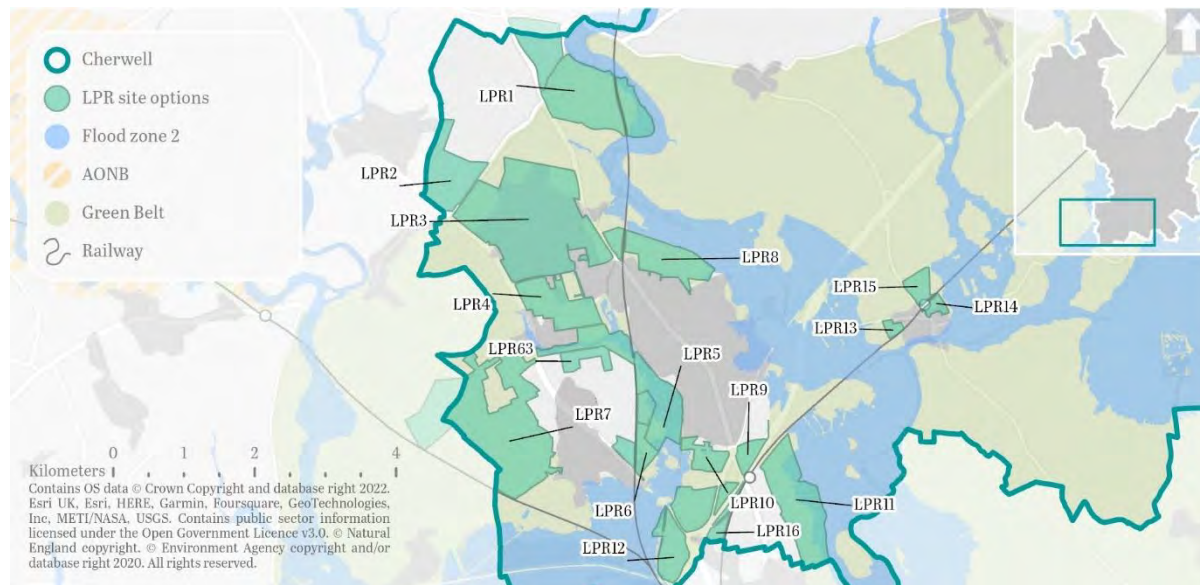 Cherwell
LPR site options
Flood zone 2
AONB
Green Belt
Railway
LPR1
LPR2
LPR3
LPR8
LPR4
LPR15
LPR14
LPR13
LPR63
LPR5
LPR9
LPR7
LPR10
LPR11
LPR6
LPR16
LPR12
0 2 4
Kilometers
Contains OS data © Crown Copyright and database right 2022.
Esri UK, Esri, HERE, Garmin, Foursquare, GeoTechnologies,
Inc, METI/NASA, USGS. Contains public sector information
licensed under the Open Government Licence v3.0. © Natural
England copyright. © Environment Agency copyright and/or
database right 2020. All rights reserved.